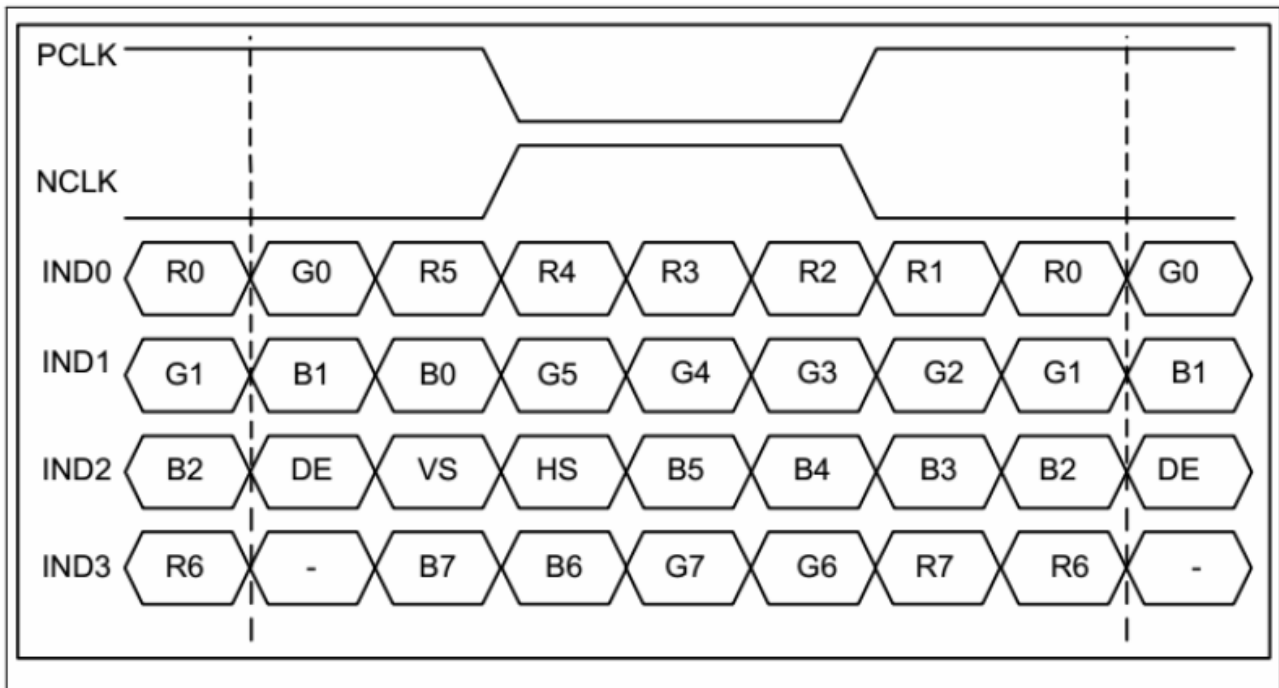 PCLK
NCLK
IND0 R0 G0 R5 R4 R3 R2 R1 R0 G0
IND1 G1 B1 B0 G5 G4 G3 G2 G1 B1
IND2 B2 DE VS HS B5 B4 B3 B2 DE
IND3 R6 - B7 B6 G7 G6 R7 R6 -